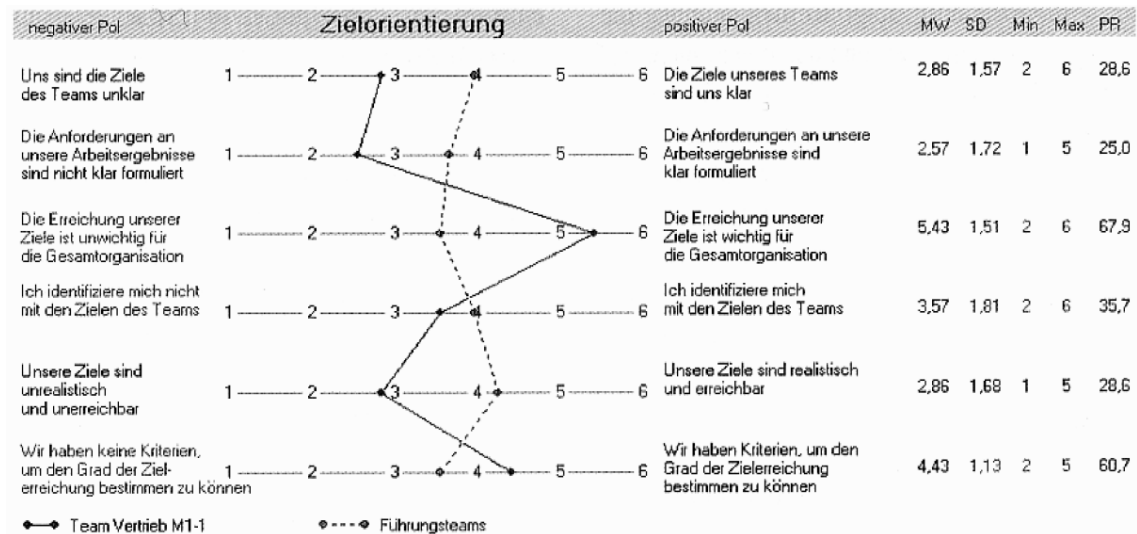 negativer Pol Zielorientierung positiver Pol MW SD Min Max PR
Uns sind die Ziele
des Teams unklar
1 2 3 4 5 6
Die Ziele unseres Teams
sind uns klar
2,86 1,57 2 6 28,6
Die Anforderungen an
unsere Arbeitsergebnisse
sind nicht klar formuliert
1 2 3 4 5 6
Die Anforderungen an unsere
Arbeitsergebnisse sind
klar formuliert
2,57 1,72 1 5 25,0
Die Erreichung unserer
Ziele ist unwichtig für
die Gesamtorganisation
1 2 3 4 5 6
Die Erreichung unserer
Ziele ist wichtig für
die Gesamtorganisation
5,43 1,51 2 6 67,9
Ich identifiziere mich nicht
mit den Zielen des Teams
1 2 3 4 5 6
Ich identifiziere mich
mit den Zielen des Teams
3,57 1,81 2 6 35,7
Unsere Ziele sind
unrealistisch
und unerreichbar
1 2 3 4 5 6
Unsere Ziele sind realistisch
und erreichbar
2,86 1,68 1 5 28,6
Wir haben keine Kriterien,
um den Grad der Ziel-
erreichung bestimmen zu können
1 2 3 4 5 6
Wir haben Kriterien, um den
Grad der Zielerreichung
bestimmen zu können
4,43 1,13 2 5 60,7
Team Vertrieb M1-1 Führungsteams